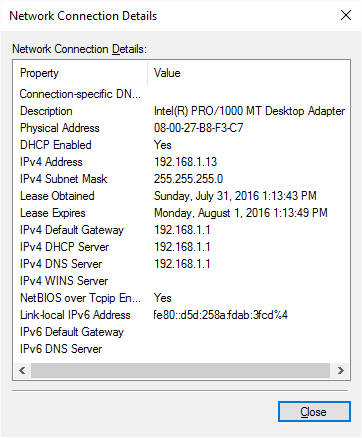 Network Connection Details
Network Connection Details:
Property Value
Connection-specific DN...
Description Intel(R) PRO/1000 MT Desktop Adapter
Physical Address 08-00-27-B8-F3-C7
DHCP Enabled Yes
IPv4 Address 192.168.1.13
IPv4 Subnet Mask 255.255.255.0
Lease Obtained Sunday, July 31, 2016 1:13:43 PM
Lease Expires Monday, August 1, 2016 1:13:49 PM
IPv4 Default Gateway 192.168.1.1
IPv4 DHCP Server 192.168.1.1
IPv4 DNS Server 192.168.1.1
IPv4 WINS Server
NetBIOS over Tcpip En... Yes
Link-local IPv6 Address fe80::d5d:258a:fdab:3fcd%4
IPv6 Default Gateway
IPv6 DNS Server
Close